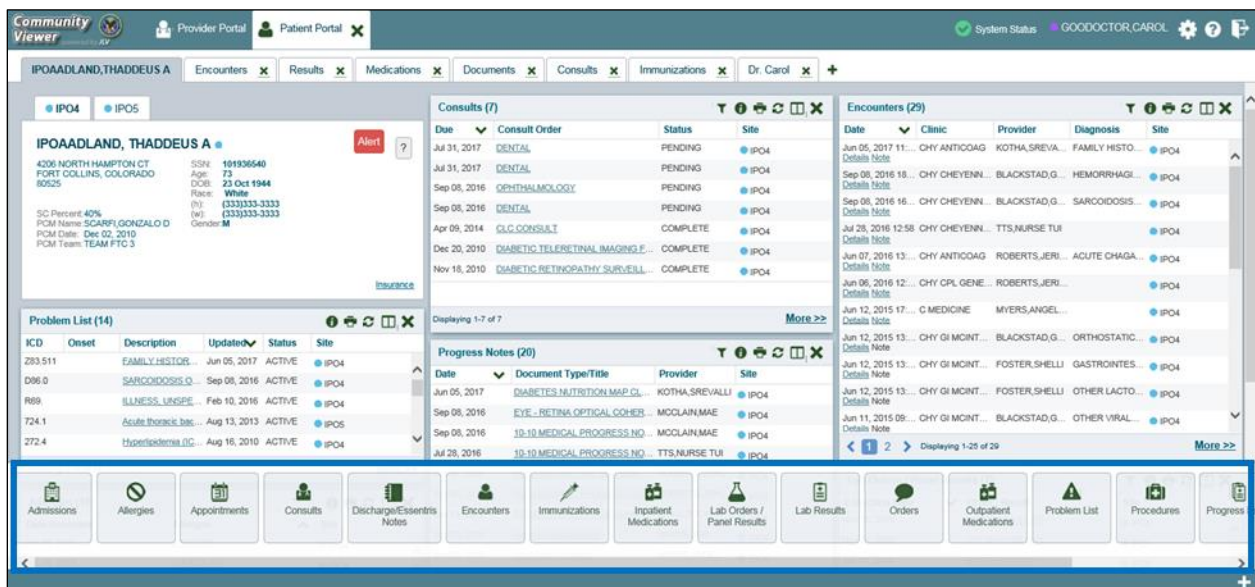 Community
Viewer powered by JLV
Provider Portal
Patient Portal
System Status
GOODOCTOR,CAROL
IPOAADLAND,THADDEUS A
Encounters
Results
Medications
Documents
Consults
Immunizations
Dr. Carol
IPO4
IPO5
IPOAADLAND, THADDEUS A
Alert
?
4206 NORTH HAMPTON CT
FORT COLLINS, COLORADO
80525
SSN: 101936540
Age: 73
DOB: 23 Oct 1944
Race: White
(h): (333)333-3333
(w): (333)333-3333
Gender: M
SC Percent: 40%
PCM Name: SCARFI,GONZALO D
PCM Date: Dec 02, 2010
PCM Team: TEAM FTC 3
Insurance
Problem List (14)
ICD Onset Description Updated Status Site
Z83.511 FAMILY HISTOR... Jun 05, 2017 ACTIVE IPO4
D86.0 SARCOIDOSIS O... Sep 08, 2016 ACTIVE IPO4
R69. ILLNESS, UNSPE... Feb 10, 2016 ACTIVE IPO4
724.1 Acute thoracic bac... Aug 13, 2013 ACTIVE IPO5
272.4 Hyperlipidemia (IC... Aug 16, 2010 ACTIVE IPO4
Consults (7)
Due Consult Order Status Site
Jul 31, 2017 DENTAL PENDING IPO4
Jul 31, 2017 DENTAL PENDING IPO4
Sep 08, 2016 OPHTHALMOLOGY PENDING IPO4
Sep 08, 2016 DENTAL PENDING IPO4
Apr 09, 2014 CLC CONSULT COMPLETE IPO4
Dec 20, 2010 DIABETIC TELERETINAL IMAGING F... COMPLETE IPO4
Nov 18, 2010 DIABETIC RETINOPATHY SURVEILL... COMPLETE IPO4
Displaying 1-7 of 7
More >>
Progress Notes (20)
Date Document Type/Title Provider Site
Jun 05, 2017 DIABETES NUTRITION MAP CL... KOTHA,SREVALLI IPO4
Sep 08, 2016 EYE - RETINA OPTICAL COHER... MCCLAIN,MAE IPO4
Sep 08, 2016 10-10 MEDICAL PROGRESS NO... MCCLAIN,MAE IPO4
Jul 28, 2016 10-10 MEDICAL PROGRESS NO... TTS,NURSE TUI IPO4
Encounters (29)
Date Clinic Provider Diagnosis Site
Jun 05, 2017 11:... CHY ANTICOAG KOTHA,SREVA... FAMILY HISTO... IPO4
Details Note
Sep 08, 2016 18... CHY CHEYENN... BLACKSTAD,G... HEMORRHAGI... IPO4
Details Note
Sep 08, 2016 16... CHY CHEYENN... BLACKSTAD,G... SARCOIDOSIS... IPO4
Details Note
Jul 28, 2016 12:58 CHY CHEYENN... TTS,NURSE TUI IPO4
Details Note
Jun 07, 2016 13:... CHY ANTICOAG ROBERTS,JERI... ACUTE CHAGA... IPO4
Details Note
Jun 06, 2016 12:... CHY CPL GENE... ROBERTS,JERI... IPO4
Details Note
Jun 12, 2015 17:... C MEDICINE MYERS,ANGEL... IPO4
Details Note
Jun 12, 2015 13:... CHY GI MCINT... BLACKSTAD,G... ORTHOSTATIC... IPO4
Details Note
Jun 12, 2015 13:... CHY GI MCINT... FOSTER,SHELLI GASTROINTES... IPO4
Details Note
Jun 12, 2015 13:... CHY GI MCINT... FOSTER,SHELLI OTHER LACTO... IPO4
Details Note
Jun 11, 2015 09:... CHY GI MCINT... BLACKSTAD,G... OTHER VIRAL... IPO4
Details Note
1 2 Displaying 1-25 of 29
More >>
Admissions
Allergies
Appointments
Consults
Discharge/Essentris
Notes
Encounters
Immunizations
Inpatient
Medications
Lab Orders /
Panel Results
Lab Results
Orders
Outpatient
Medications
Problem List
Procedures
Progress